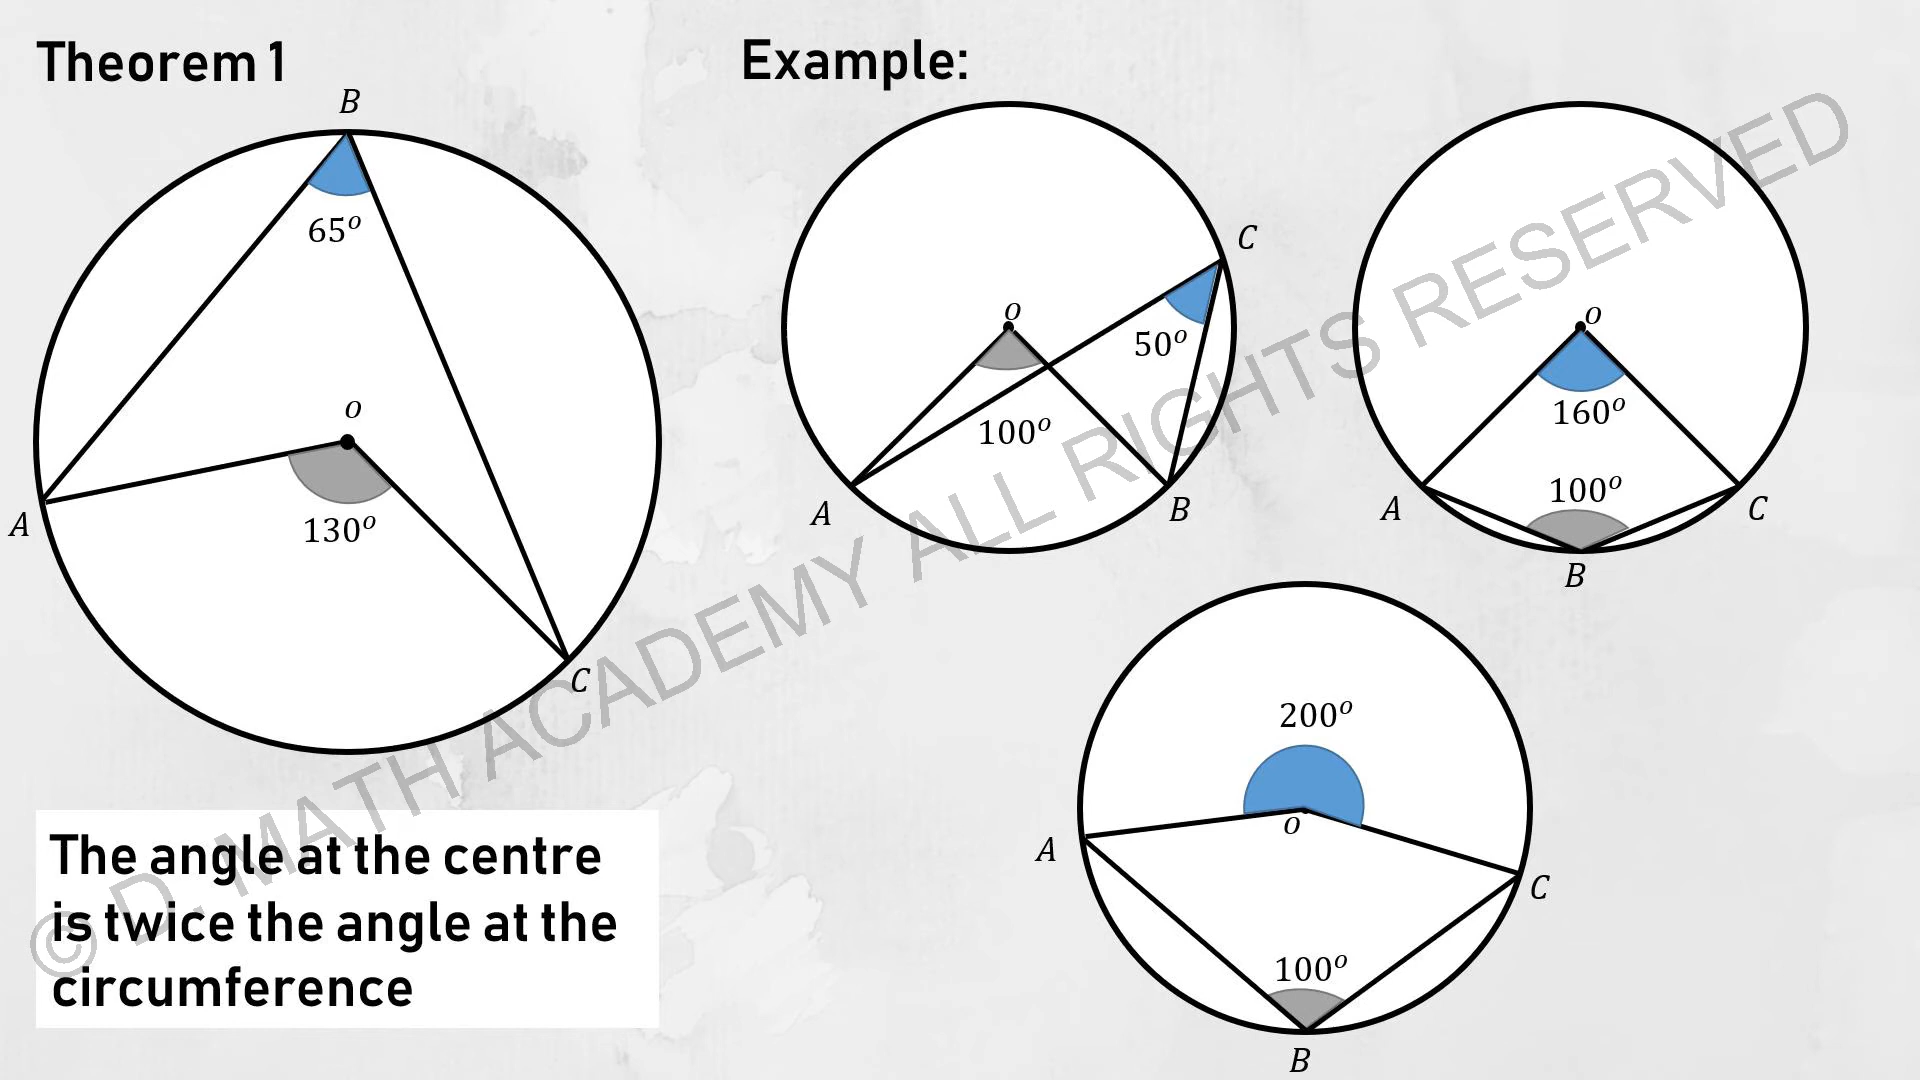 Theorem 1
B
65°
o
A
130°
C
The angle at the centre
is twice the angle at the
circumference
Example:
C
o
50°
100°
A
B
o
160°
100°
A
C
B
200°
o
A
C
100°
B
© D. MATH ACADEMY ALL RIGHTS RESERVED